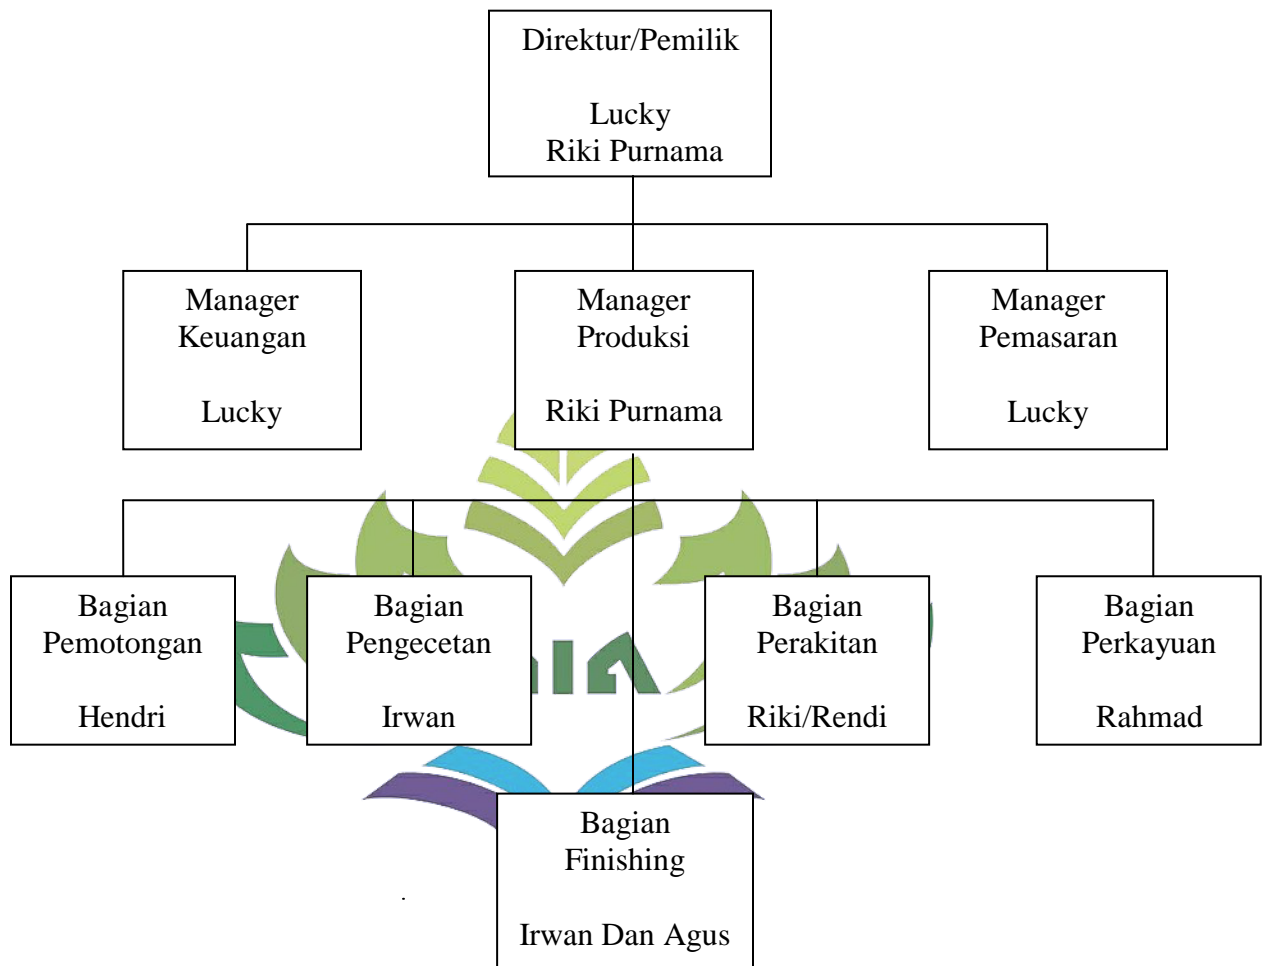 Direktur/Pemilik
Lucky
Riki Purnama
Manager
Keuangan
Lucky
Manager
Produksi
Riki Purnama
Manager
Pemasaran
Lucky
Bagian
Pemotongan
Hendri
Bagian
Pengecetan
Irwan
Bagian
Perakitan
Riki/Rendi
Bagian
Perkayuan
Rahmad
Bagian
Finishing
Irwan Dan Agus